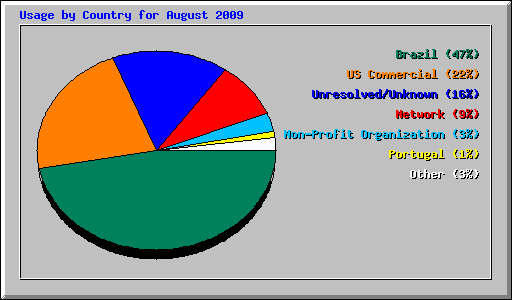 Usage by Country for August 2009
Brazil (47%)
US Commercial (22%)
Unresolved/Unknown (16%)
Network (9%)
Non-Profit Organization (3%)
Portugal (1%)
Other (3%)